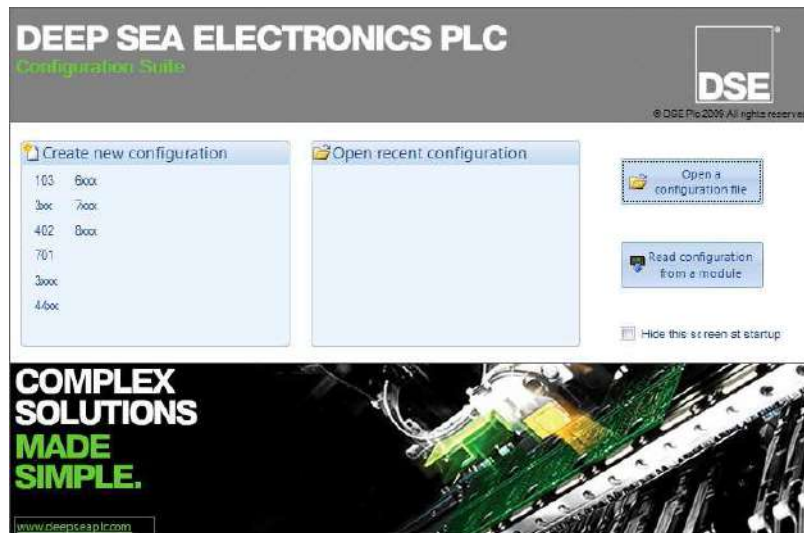 DEEP SEA ELECTRONICS PLC
Configuration Suite
DSE
© DSE Plc 2009 All rights reserve
Create new configuration
103 6xxx
3xx 7xxx
402 8xxx
701
3xxx
44xx
Open recent configuration
Open a
configuration file
Read configuration
from a module
Hide this screen at startup
COMPLEX
SOLUTIONS
MADE
SIMPLE.
www.deepseaplc.com